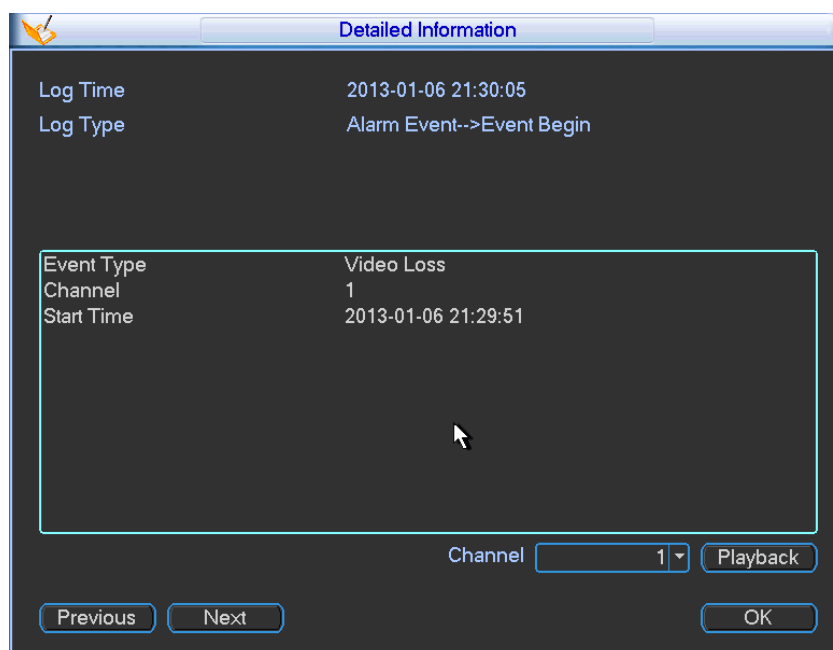 Detailed Information
Log Time 2013-01-06 21:30:05
Log Type Alarm Event-->Event Begin
Event Type Video Loss
Channel 1
Start Time 2013-01-06 21:29:51
Channel 1 Playback
Previous Next OK